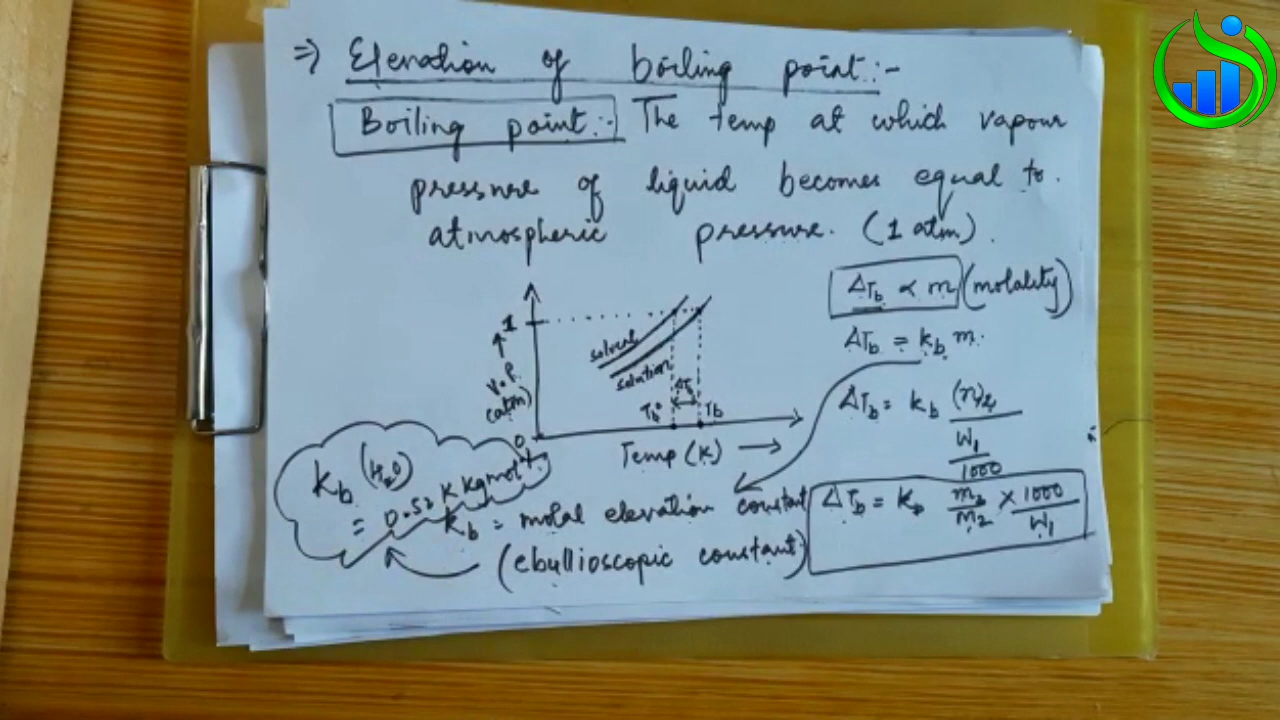 ⇒ Elevation of boiling point :-
Boiling point :- The temp at which vapour
pressure of liquid becomes equal to.
atmospheric pressure. (1 atm).
ΔTb ∝ m (molality)
ΔTb = kb m.
ΔTb = kb (n)2 / (W1 / 1000)
ΔTb = Kb m2 / M2 × 1000 / W1
1
V.P. (atm)
solvent
solution
ΔTb
Tb° Tb
0
Temp (K) →
kb (H2O)
= 0.52 K kg mol-1.
kb = molal elevation constant
(ebullioscopic constant)